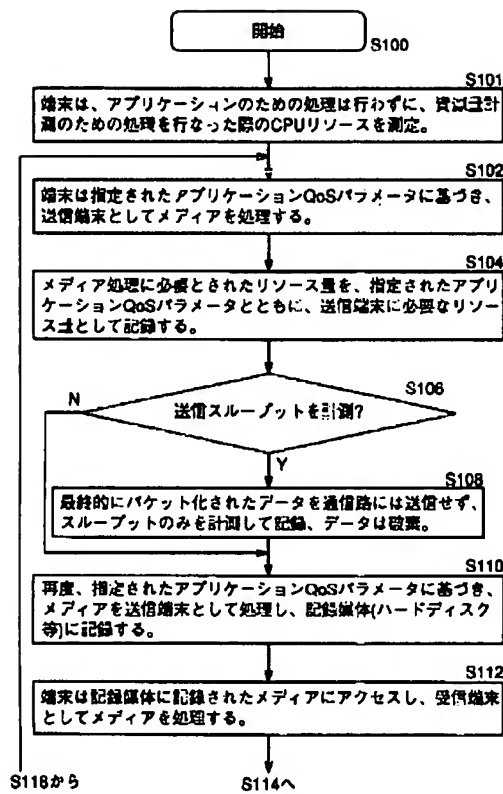 開始
S100
S101
端末は、アプリケーションのための処理は行わずに、資源量計
測のための処理を行なった際のCPUリソースを測定。
S102
端末は指定されたアプリケーションQoSパラメータに基づき、
送信端末としてメディアを処理する。
S104
メディア処理に必要とされたリソース量を、指定されたアプリ
ケーションQoSパラメータとともに、送信端末に必要なリソー
ス量として記録する。
S106
N
送信スループットを計測?
Y
S108
最終的にパケット化されたデータを通信路には送信せず、
スループットのみを計測して記録、データは破棄。
S110
再度、指定されたアプリケーションQoSパラメータに基づき、
メディアを送信端末として処理し、記録媒体(ハードディスク
等)に記録する。
S112
端末は記録媒体に記録されたメディアにアクセスし、受信端末
としてメディアを処理する。
S118から
S114へ